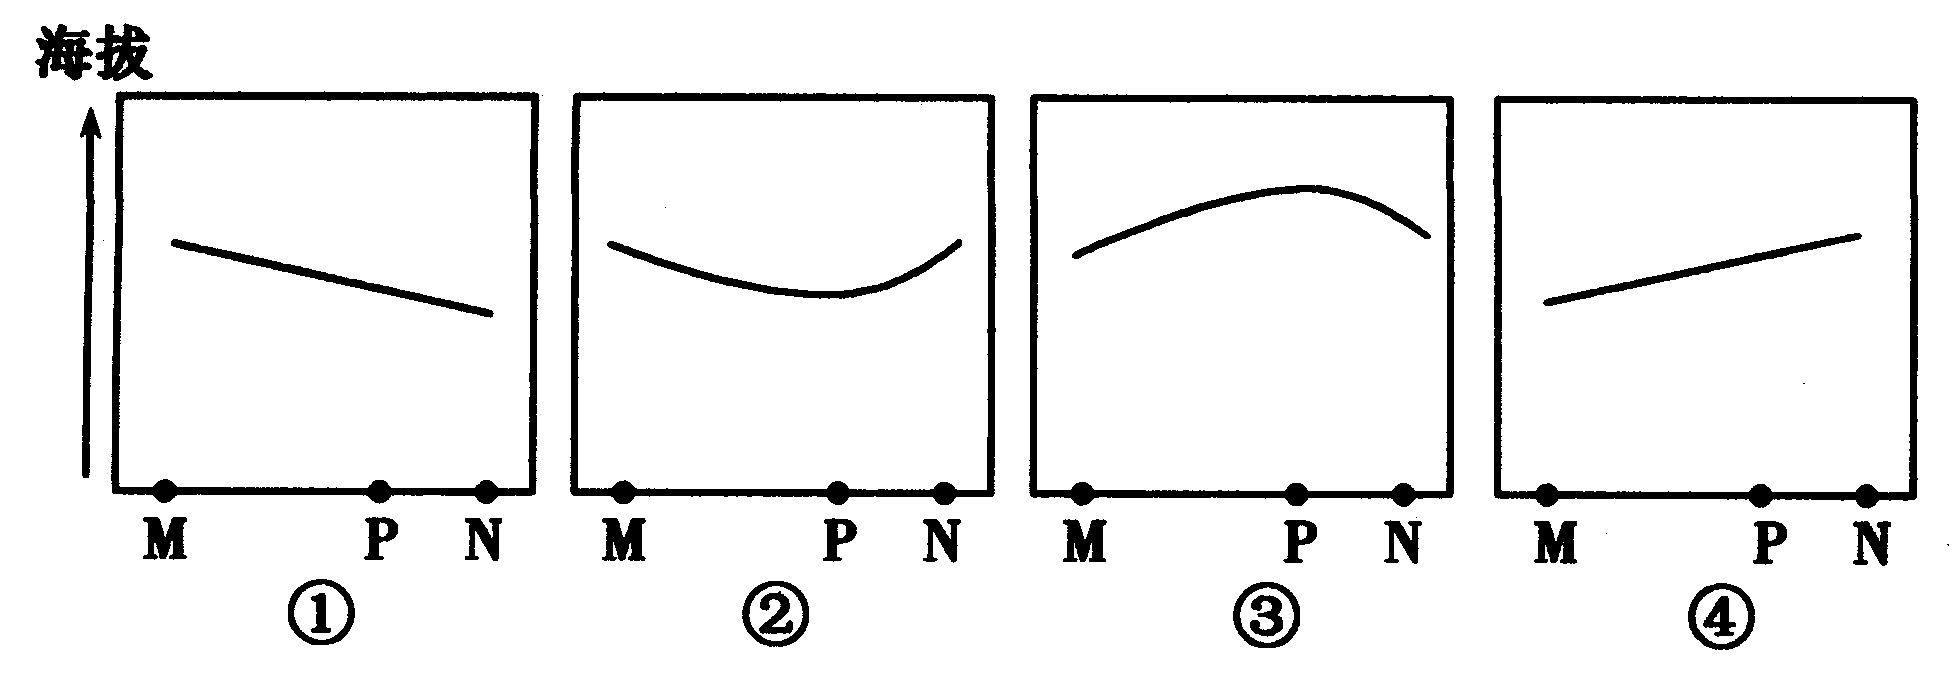 海拔
M P N M P N M P N M P N
① ② ③ ④